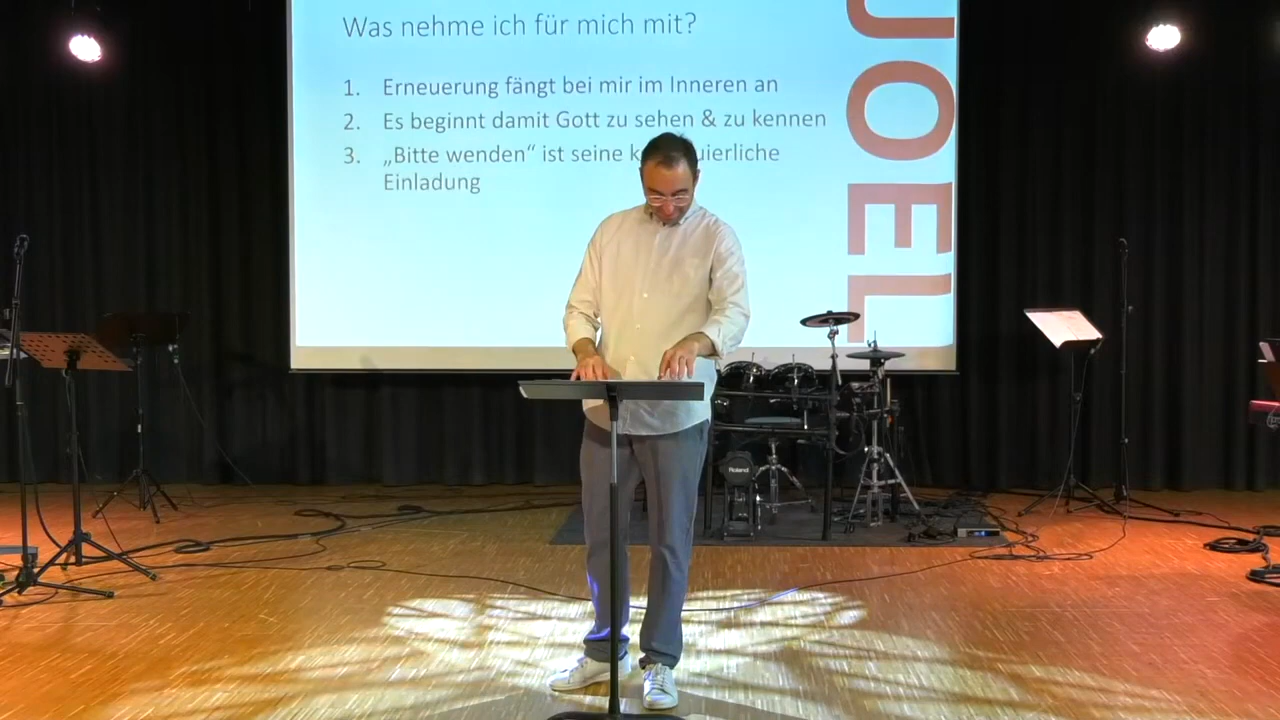 Was nehme ich für mich mit?
1. Erneuerung fängt bei mir im Inneren an
2. Es beginnt damit Gott zu sehen & zu kennen
3. „Bitte wenden“ ist seine
Einladung
JOEL
Roland